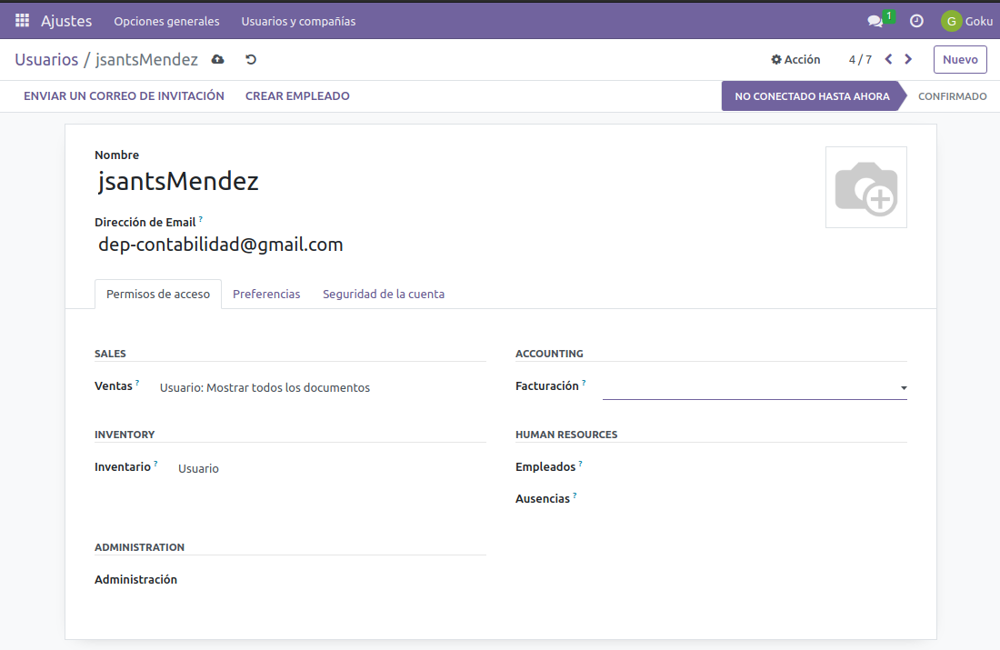 Ajustes Opciones generales Usuarios y compañías 1 G Goku
Usuarios / jsantsMendez Acción 4 / 7 Nuevo
ENVIAR UN CORREO DE INVITACIÓN CREAR EMPLEADO NO CONECTADO HASTA AHORA CONFIRMADO
Nombre
jsantsMendez
Dirección de Email ?
dep-contabilidad@gmail.com
Permisos de acceso Preferencias Seguridad de la cuenta
SALES ACCOUNTING
Ventas ? Usuario: Mostrar todos los documentos Facturación ?
INVENTORY HUMAN RESOURCES
Inventario ? Usuario Empleados ?
Ausencias ?
ADMINISTRATION
Administración